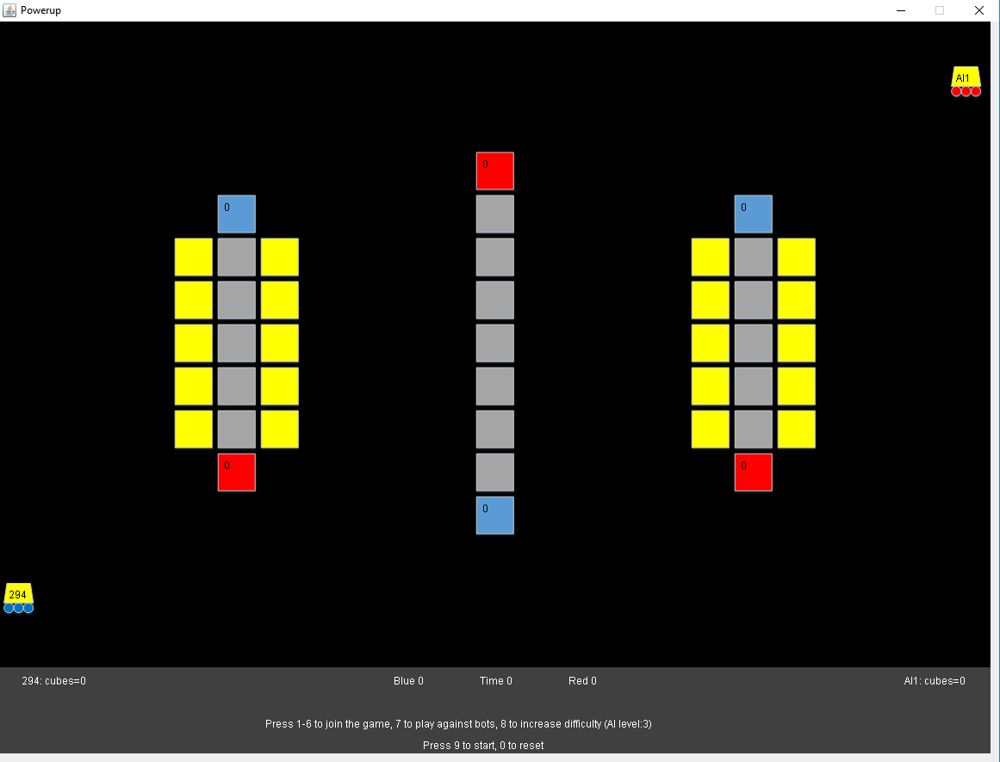 Powerup
AI1
0
0
0
0
0
0
294
294: cubes=0
Blue 0
Time 0
Red 0
AI1: cubes=0
Press 1-6 to join the game, 7 to play against bots, 8 to increase difficulty (AI level:3)
Press 9 to start, 0 to reset